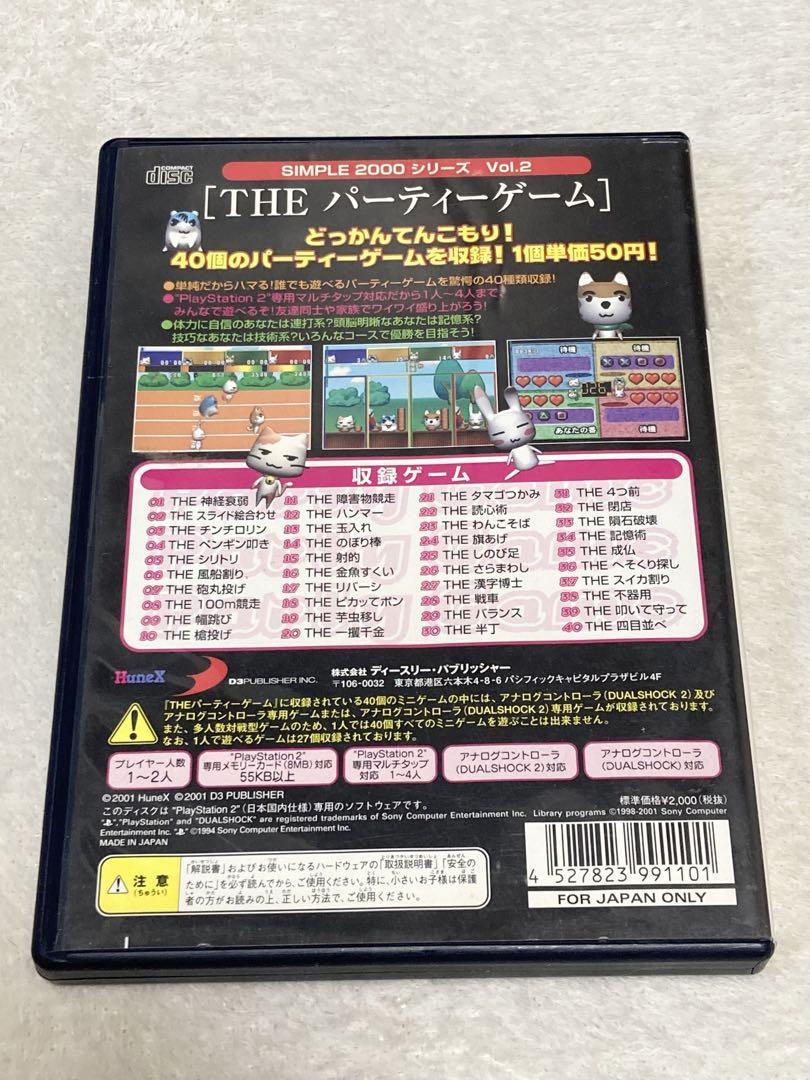 COMPACT
disc
SIMPLE 2000 シリーズ Vol.2
[THE パーティーゲーム]
どっかんてんこもり!
40個のパーティーゲームを収録! 1個単価50円!
●単純だからハマる!誰でも遊べるパーティーゲームを驚愕の40種類収録!
●"PlayStation 2"専用マルチタップ対応だから1人〜4人まで、
みんなで遊べるぞ!友達同士や家族でワイワイ盛り上がろう!
●体力に自信のあなたは連打系?頭脳明晰なあなたは記憶系?
技巧なあなたは技術系?いろんなコースで優勝を目指そう!
待機
あなたの番
待機
収録ゲーム
01 THE 神経衰弱
02 THE スライド絵合わせ
03 THE チンチロリン
04 THE ペンギン叩き
05 THE シリトリ
06 THE 風船割り
07 THE 砲丸投げ
08 THE 100m競走
09 THE 幅跳び
10 THE 槍投げ
11 THE 障害物競走
12 THE ハンマー
13 THE 玉入れ
14 THE のぼり棒
15 THE 射的
16 THE 金魚すくい
17 THE リバーシ
18 THE ピカッてポン
19 THE 芋虫移し
20 THE 一攫千金
21 THE タマゴつかみ
22 THE 読心術
23 THE わんこそば
24 THE 旗あげ
25 THE しのび足
26 THE さらまわし
27 THE 漢字博士
28 THE 戦車
29 THE バランス
30 THE 半丁
31 THE 4つ前
32 THE 閉店
33 THE 隕石破壊
34 THE 記憶術
35 THE 成仏
36 THE へそくり探し
37 THE スイカ割り
38 THE 不器用
39 THE 叩いて守って
40 THE 四目並べ
HuneX
D3PUBLISHER INC.
株式会社 ディースリー・パブリッシャー
〒106-0032 東京都港区六本木4-8-6 パシフィックキャピタルプラザビル4F
『THEパーティーゲーム』に収録されている40個のミニゲームの中には、アナログコントローラ(DUALSHOCK 2)及び
アナログコントローラ専用ゲームまたは、アナログコントローラ(DUALSHOCK 2)専用ゲームが収録されております。
また、多人数対戦型ゲームのため、1人では40個すべてのミニゲームを遊ぶことは出来ません。
なお、1人で遊べるゲームは27個収録されております。
プレイヤー人数
1〜2人
"PlayStation 2"
専用メモリーカード(8MB)対応
55KB以上
"PlayStation 2"
専用マルチタップ
対応 1〜4人
アナログコントローラ
(DUALSHOCK 2)対応
アナログコントローラ
(DUALSHOCK)対応
©2001 HuneX ©2001 D3 PUBLISHER
標準価格¥2,000(税抜)
このディスクは "PlayStation 2"(日本国内仕様)専用のソフトウェアです。
"PlayStation" and "DUALSHOCK" are registered trademarks of Sony Computer Entertainment Inc. Library programs ©1998-2001 Sony Computer
Entertainment Inc. ©1994 Sony Computer Entertainment Inc.
MADE IN JAPAN
注意
(ちゅうい)
「解説書」およびお使いになるハードウェアの「取扱説明書」「安全の
ために」を必ず読んでから、ご使用ください。特に、小さいお子様は保護
者の方がお読みの上、正しい方法で、ご使用ください。
4 527823 991101
FOR JAPAN ONLY